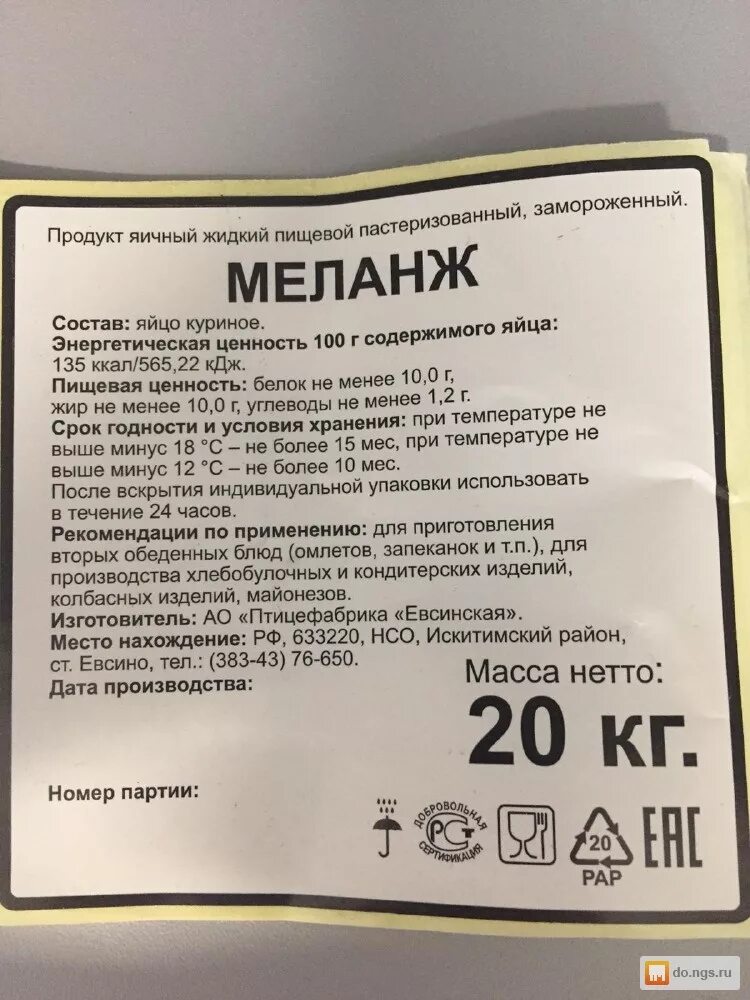 Продукт яичный жидкий пищевой пастеризованный, замороженный.
МЕЛАНЖ
Состав: яйцо куриное.
Энергетическая ценность 100 г содержимого яйца:
135 ккал/565,22 кДж.
Пищевая ценность: белок не менее 10,0 г,
жир не менее 10,0 г, углеводы не менее 1,2 г.
Срок годности и условия хранения: при температуре не
выше минус 18 °С – не более 15 мес, при температуре не
выше минус 12 °С – не более 10 мес.
После вскрытия индивидуальной упаковки использовать
в течение 24 часов.
Рекомендации по применению: для приготовления
вторых обеденных блюд (омлетов, запеканок и т.п.), для
производства хлебобулочных и кондитерских изделий,
колбасных изделий, майонезов.
Изготовитель: АО «Птицефабрика «Евсинская».
Место нахождение: РФ, 633220, НСО, Искитимский район,
ст. Евсино, тел.: (383-43) 76-650.
Дата производства:
Масса нетто:
20 кг.
Номер партии:
ДОБРОВОЛЬНАЯ
РСТ
СЕРТИФИКАЦИЯ
20
PAP
ЕАС
do.ngs.ru